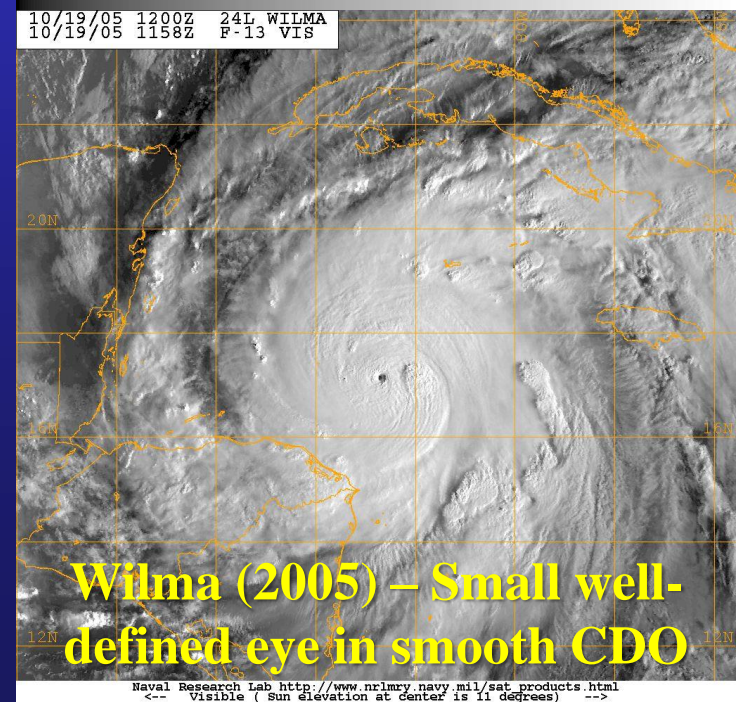 10/19/05 1200Z 24L WILMA
10/19/05 1158Z F-13 VIS
20N
16N
16N
Wilma (2005) – Small well-
defined eye in smooth CDO
12N
12N
Naval Research Lab http://www.nrlmry.navy.mil/sat_products.html
<-- Visible ( Sun elevation at center is 11 degrees) -->